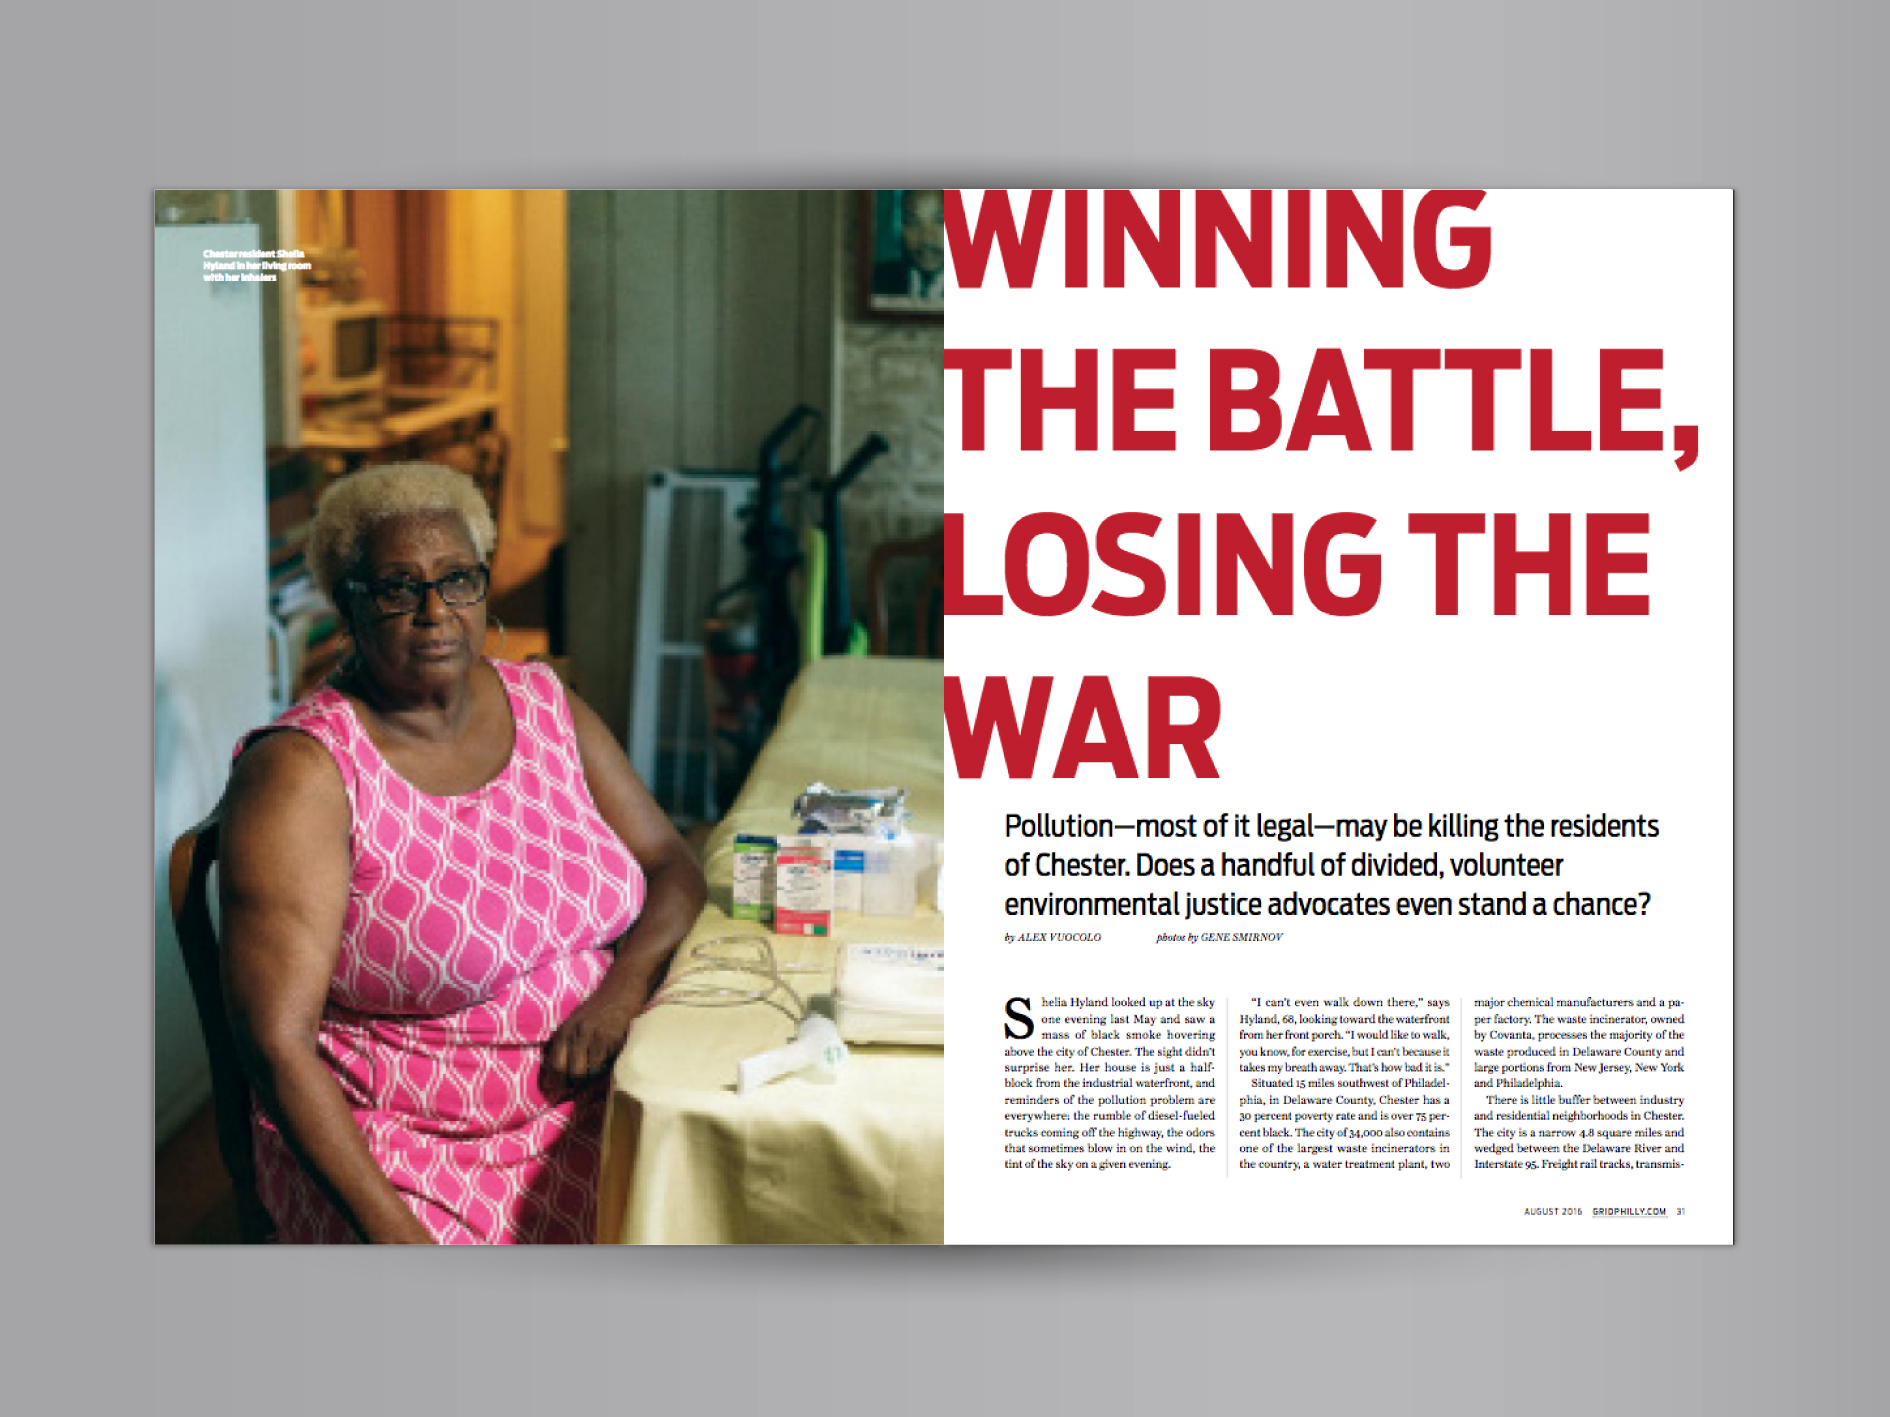 Chester resident Sheila
Hyland in her living room
with her inhalers
WINNING
THE BATTLE,
LOSING THE
WAR
Pollution—most of it legal—may be killing the residents
of Chester. Does a handful of divided, volunteer
environmental justice advocates even stand a chance?
by ALEX VUOCOLO photos by GENE SMIRNOV
Shelia Hyland looked up at the sky
one evening last May and saw a
mass of black smoke hovering
above the city of Chester. The sight didn't
surprise her. Her house is just a half-
block from the industrial waterfront, and
reminders of the pollution problem are
everywhere: the rumble of diesel-fueled
trucks coming off the highway, the odors
that sometimes blow in on the wind, the
tint of the sky on a given evening.
“I can't even walk down there,” says
Hyland, 68, looking toward the waterfront
from her front porch. “I would like to walk,
you know, for exercise, but I can't because it
takes my breath away. That's how bad it is.”
Situated 15 miles southwest of Philadel-
phia, in Delaware County, Chester has a
30 percent poverty rate and is over 75 per-
cent black. The city of 34,000 also contains
one of the largest waste incinerators in
the country, a water treatment plant, two
major chemical manufacturers and a pa-
per factory. The waste incinerator, owned
by Covanta, processes the majority of the
waste produced in Delaware County and
large portions from New Jersey, New York
and Philadelphia.
There is little buffer between industry
and residential neighborhoods in Chester.
The city is a narrow 4.8 square miles and
wedged between the Delaware River and
Interstate 95. Freight rail tracks, transmis-
AUGUST 2016 GRIDPHILLY.COM 31